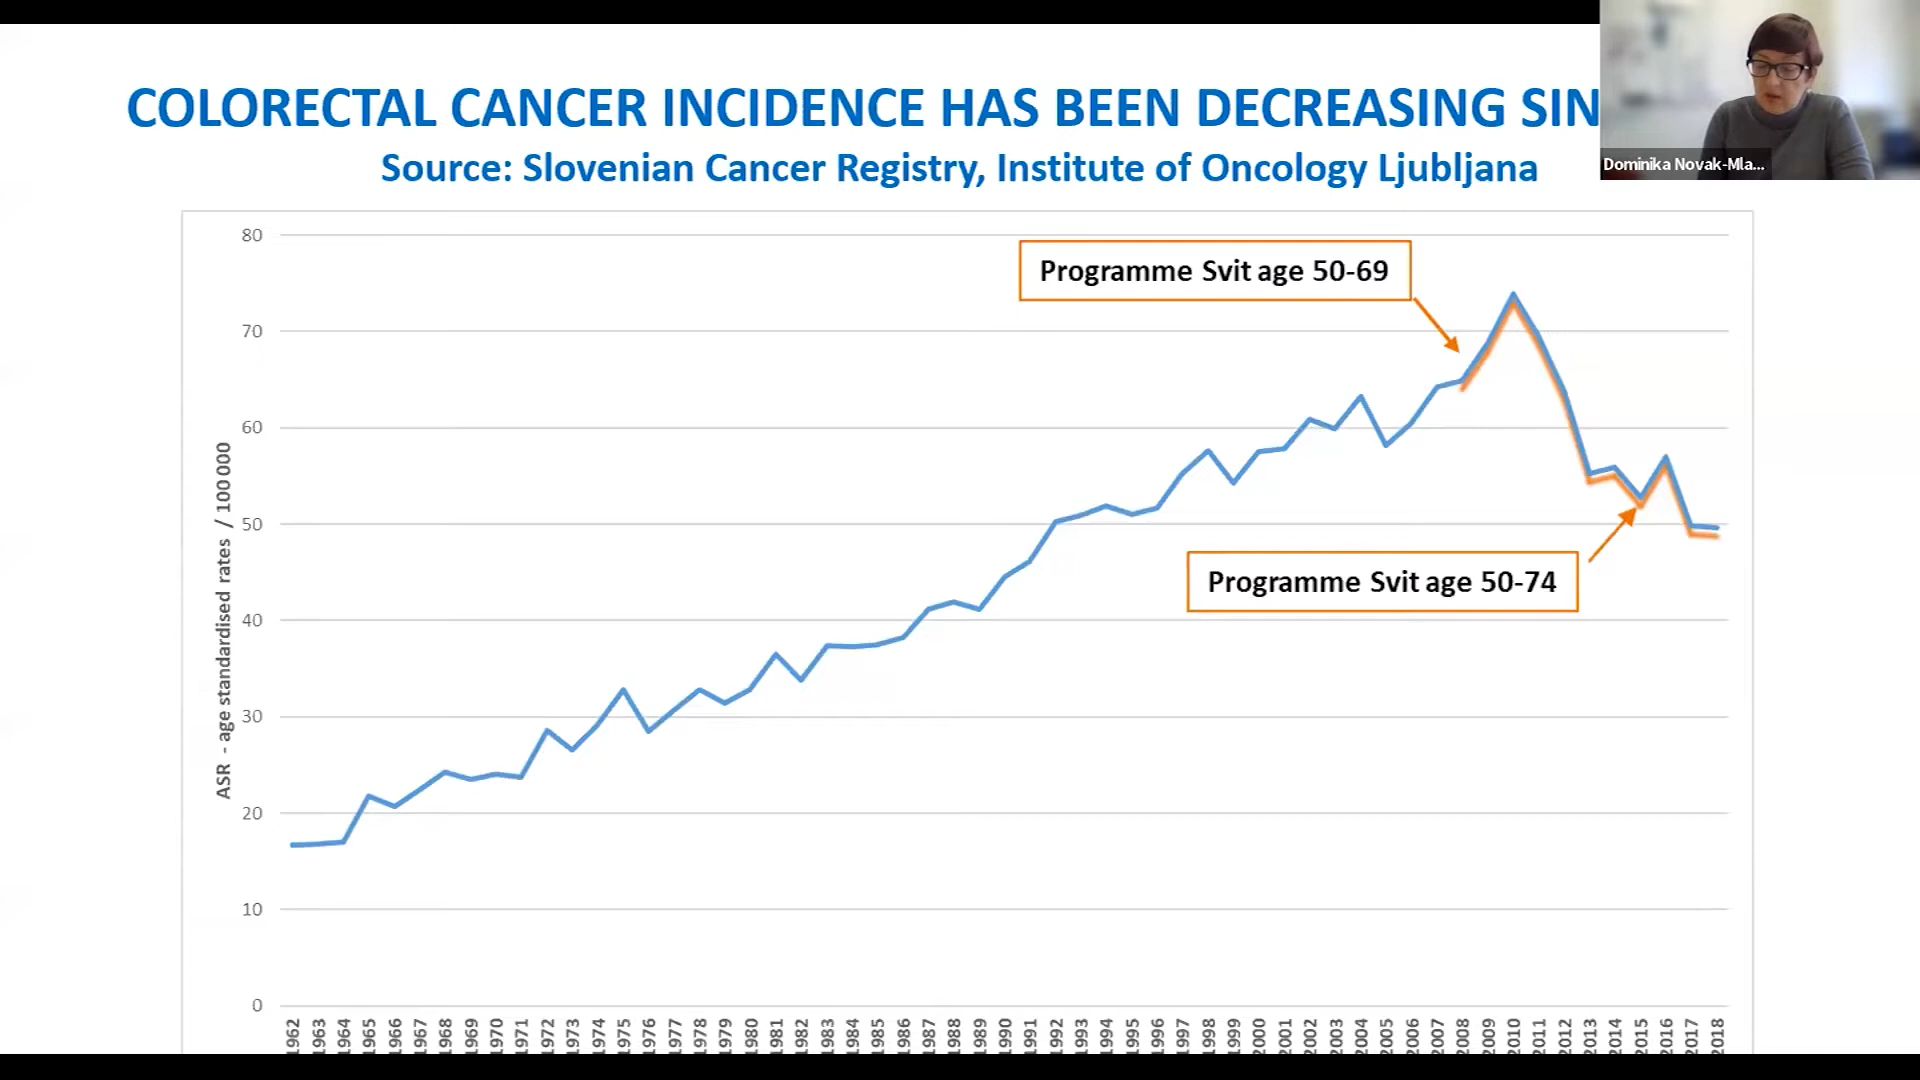 COLORECTAL CANCER INCIDENCE HAS BEEN DECREASING SIN
Source: Slovenian Cancer Registry, Institute of Oncology Ljubljana
Dominika Novak-Mla...
Programme Svit age 50-69
Programme Svit age 50-74
ASR - age standardised rates / 100 000
80
70
60
50
40
30
20
10
0
1962 1963 1964 1965 1966 1967 1968 1969 1970 1971 1972 1973 1974 1975 1976 1977 1978 1979 1980 1981 1982 1983 1984 1985 1986 1987 1988 1989 1990 1991 1992 1993 1994 1995 1996 1997 1998 1999 2000 2001 2002 2003 2004 2005 2006 2007 2008 2009 2010 2011 2012 2013 2014 2015 2016 2017 2018